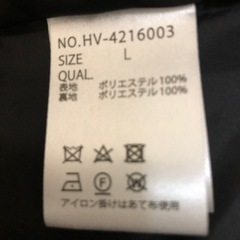 NO.HV-4216003
SIZE L
QUAL.
表地 ポリエステル100%
裏地 ポリエステル100%
アイロン掛けはあて布使用